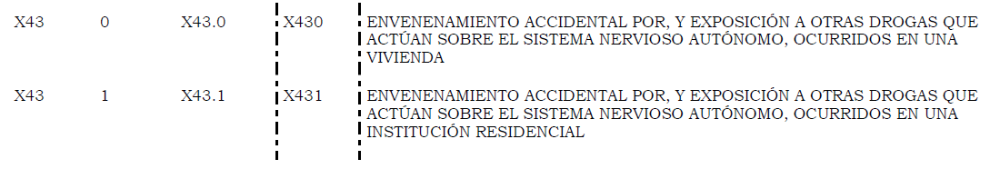 X43 0 X43.0 X430 ENVENENAMIENTO ACCIDENTAL POR, Y EXPOSICIÓN A OTRAS DROGAS QUE
ACTÚAN SOBRE EL SISTEMA NERVIOSO AUTÓNOMO, OCURRIDOS EN UNA
VIVIENDA
X43 1 X43.1 X431 ENVENENAMIENTO ACCIDENTAL POR, Y EXPOSICIÓN A OTRAS DROGAS QUE
ACTÚAN SOBRE EL SISTEMA NERVIOSO AUTÓNOMO, OCURRIDOS EN UNA
INSTITUCIÓN RESIDENCIAL